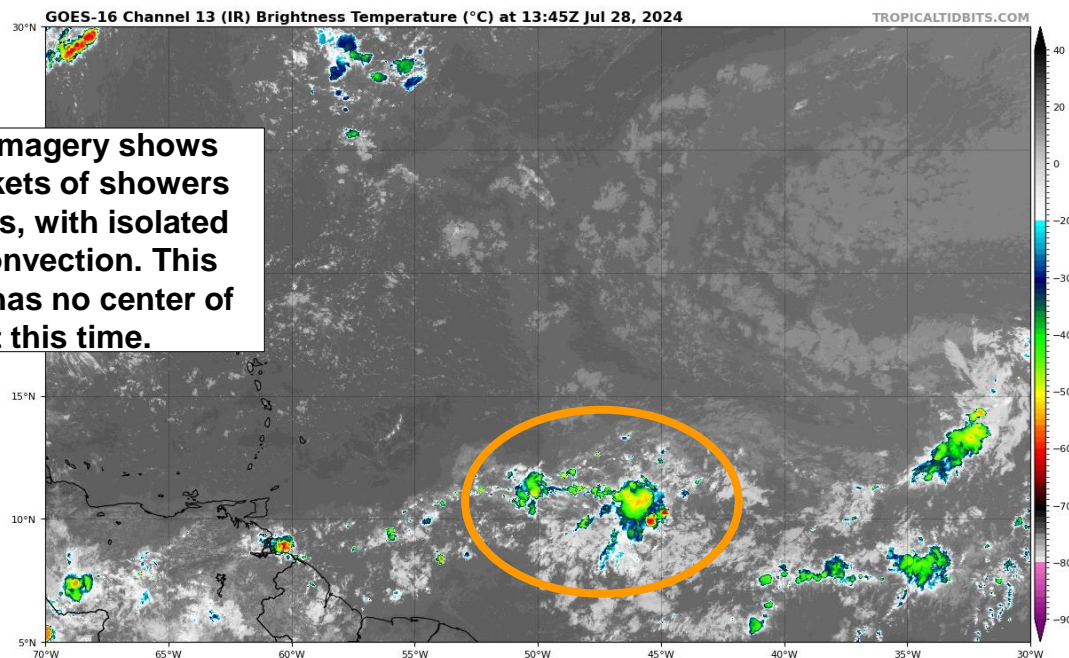 GOES-16 Channel 13 (IR) Brightness Temperature (°C) at 13:45Z Jul 28, 2024
TROPICALTIDBITS.COM
magery shows
kets of showers
s, with isolated
onvection. This
has no center of
t this time.
30°N
15°N
10°N
5°N
70°W
65°W
60°W
55°W
50°W
45°W
40°W
35°W
30°W
40
20
0
−20
−30
−40
−50
−60
−70
−80
−90